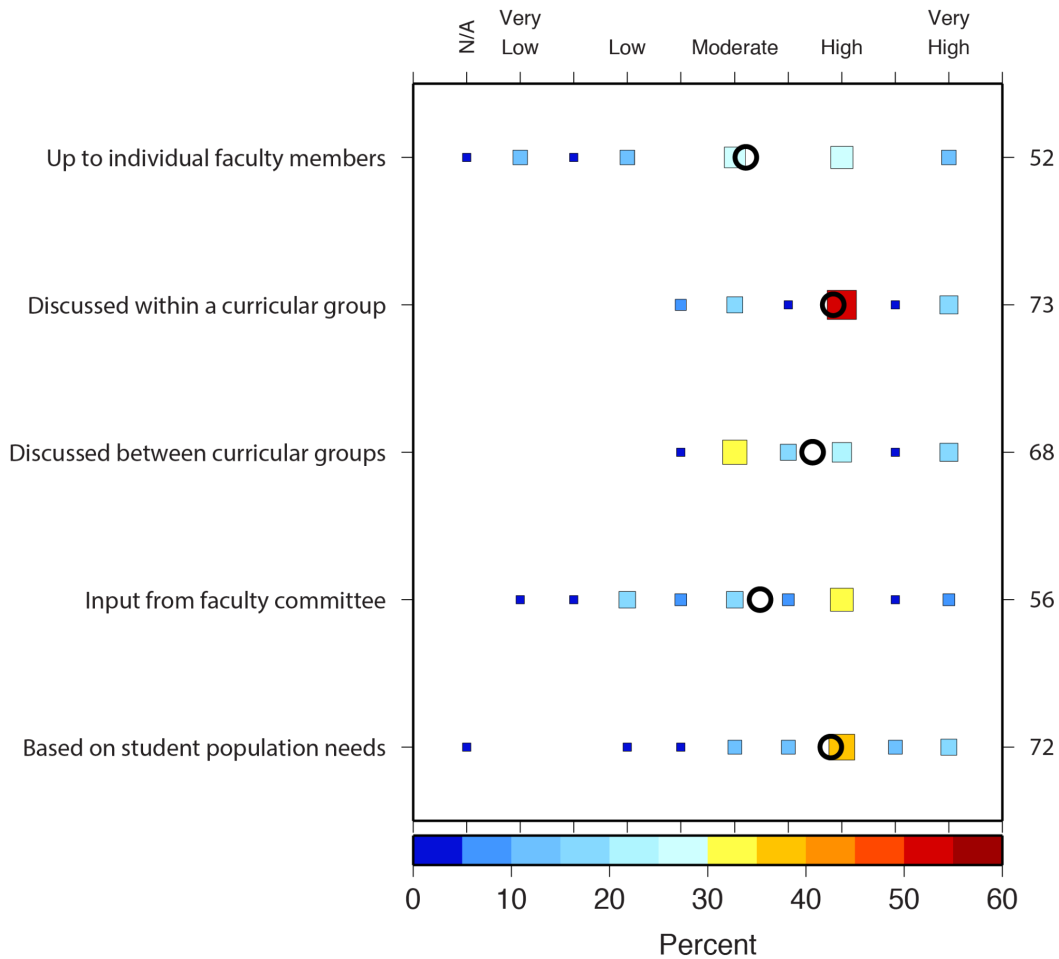 N/A
Very
Low
Low
Moderate
High
Very
High
Up to individual faculty members
52
Discussed within a curricular group
73
Discussed between curricular groups
68
Input from faculty committee
56
Based on student population needs
72
0 10 20 30 40 50 60
Percent